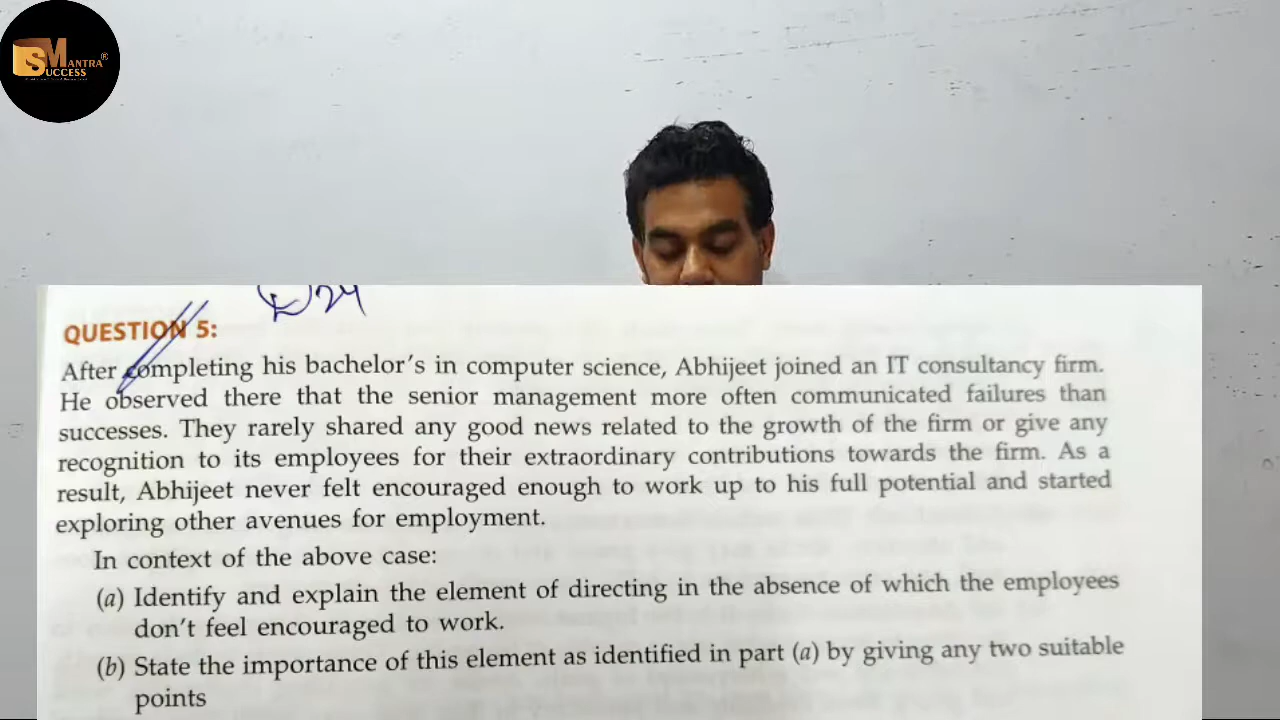 SM
MANTRA®
UCCESS
QUESTION 5:
After completing his bachelor's in computer science, Abhijeet joined an IT consultancy firm.
He observed there that the senior management more often communicated failures than
successes. They rarely shared any good news related to the growth of the firm or give any
recognition to its employees for their extraordinary contributions towards the firm. As a
result, Abhijeet never felt encouraged enough to work up to his full potential and started
exploring other avenues for employment.
In context of the above case:
(a) Identify and explain the element of directing in the absence of which the employees
don't feel encouraged to work.
(b) State the importance of this element as identified in part (a) by giving any two suitable
points